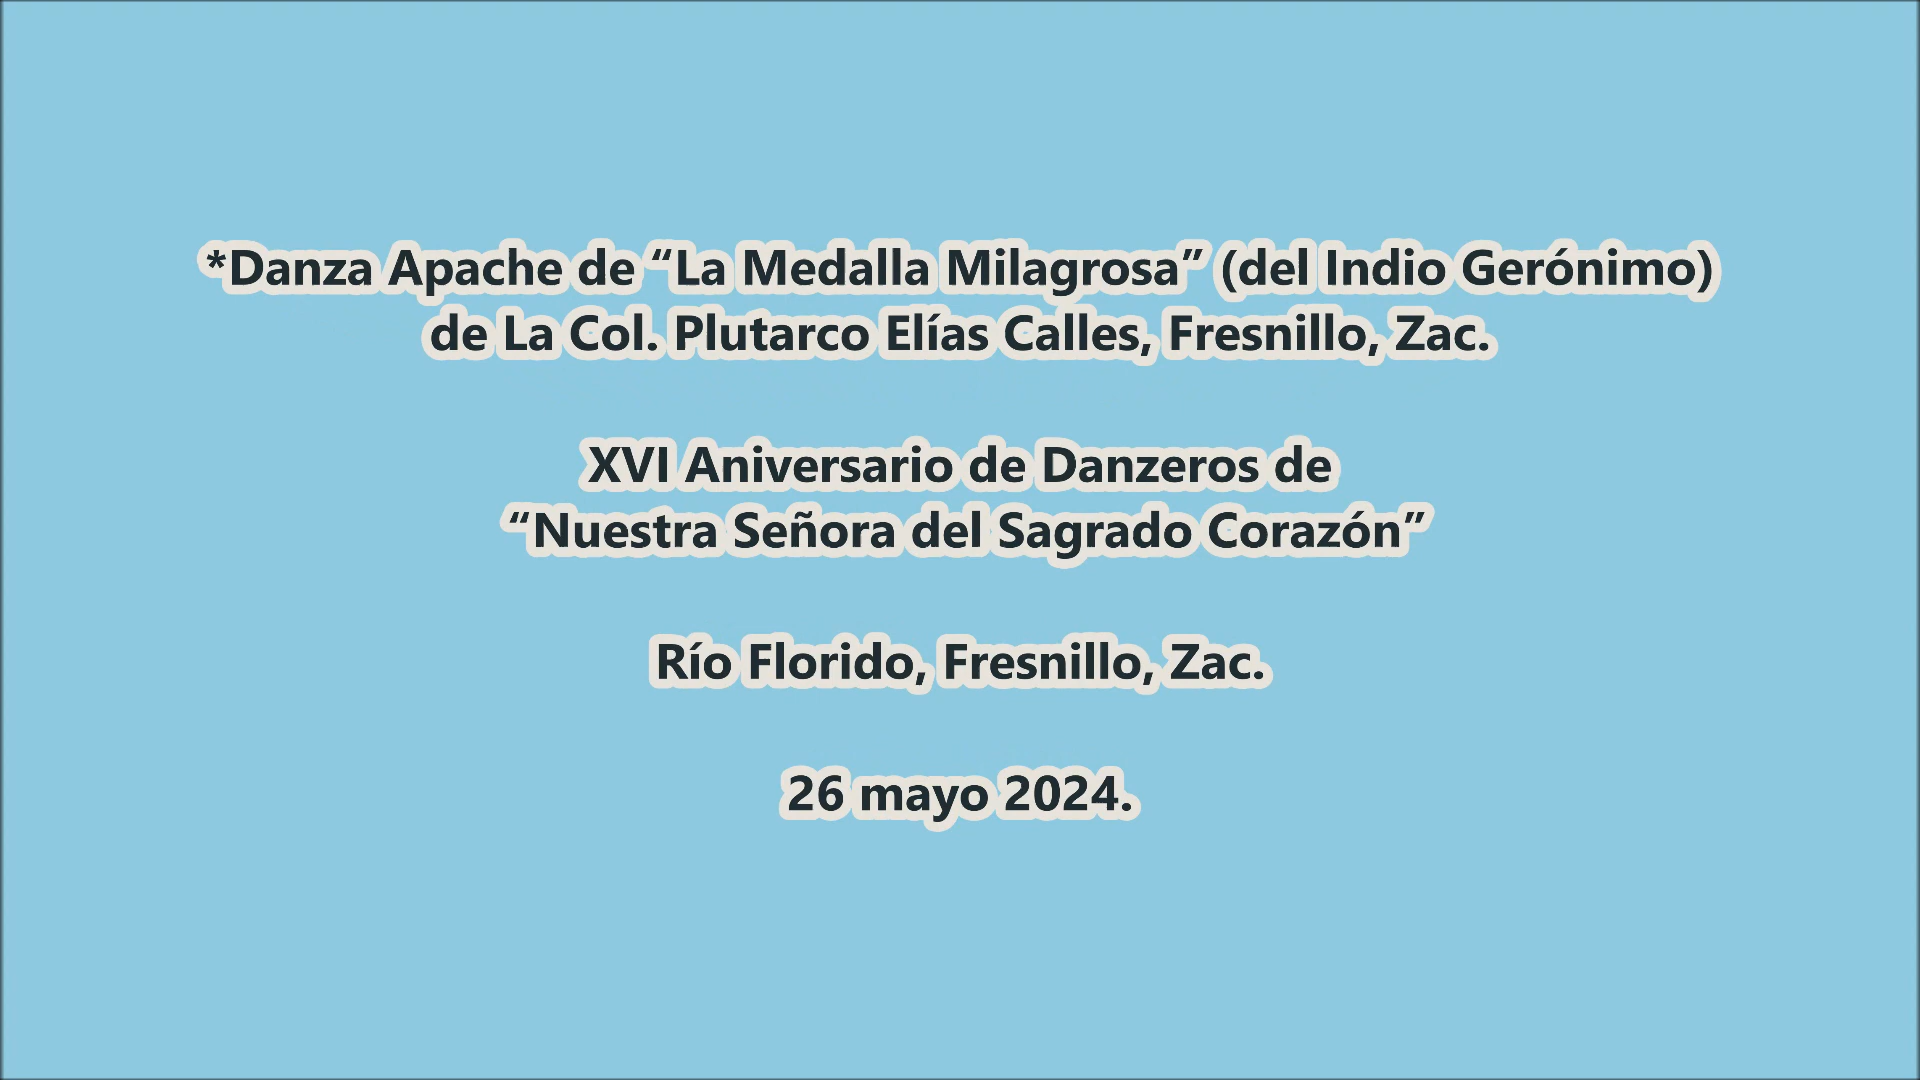 *Danza Apache de “La Medalla Milagrosa” (del Indio Gerónimo)
de La Col. Plutarco Elías Calles, Fresnillo, Zac.
XVI Aniversario de Danzeros de
“Nuestra Señora del Sagrado Corazón”
Río Florido, Fresnillo, Zac.
26 mayo 2024.